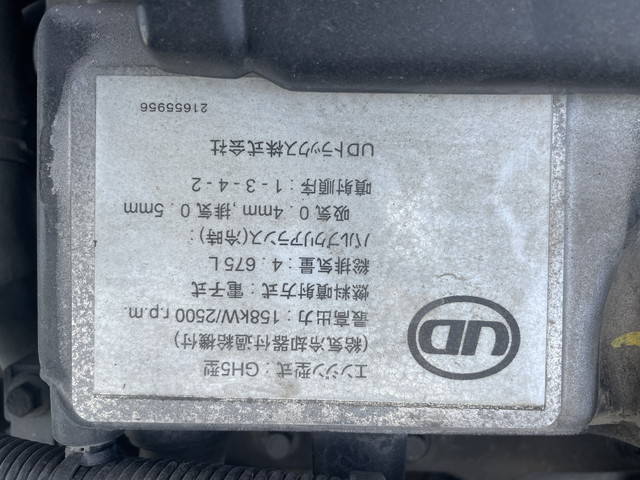 UD
エンジン型式：GH5型
(給気冷却器付過給機付)
最高出力：158kW/2500 r.p.m.
燃料噴射方式：電子式
総排気量：4.675L
バルブクリアランス(冷時)：
吸気0.4mm,排気0.5mm
噴射順序：1-3-4-2
UDトラックス株式会社
21655956